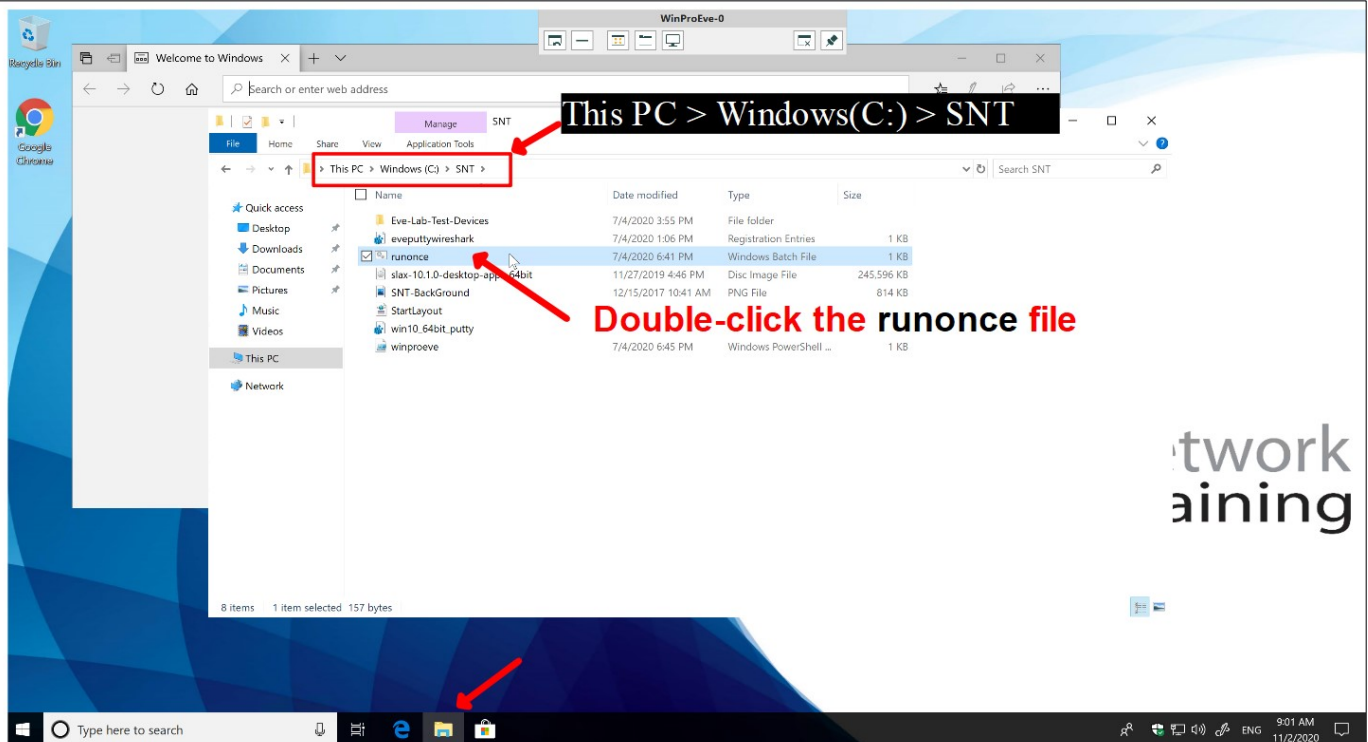 WinProEve-0
Recycle Bin
Welcome to Windows
Search or enter web address
This PC > Windows(C:) > SNT
Google
Chrome
Manage SNT
File Home Share View Application Tools
> This PC > Windows (C:) > SNT >
Search SNT
Name Date modified Type Size
Quick access
Desktop
Downloads
Documents
Pictures
Music
Videos
This PC
Network
Eve-Lab-Test-Devices 7/4/2020 3:55 PM File folder
eveputtywireshark 7/4/2020 1:06 PM Registration Entries 1 KB
runonce 7/4/2020 6:41 PM Windows Batch File 1 KB
slax-10.1.0-desktop-app 64bit 11/27/2019 4:46 PM Disc Image File 245,596 KB
SNT-BackGround 12/15/2017 10:41 AM PNG File 814 KB
StartLayout
win10_64bit_putty
winproeve 7/4/2020 6:45 PM Windows PowerShell ... 1 KB
Double-click the runonce file
etwork
aining
8 items 1 item selected 157 bytes
Type here to search
ENG
9:01 AM
11/2/2020